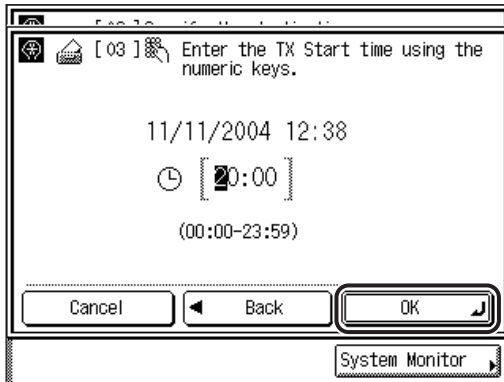 [ 03 ] Enter the TX Start time using the
numeric keys.
11/11/2004 12:38
[ 20:00 ]
(00:00-23:59)
Cancel
Back
OK
System Monitor